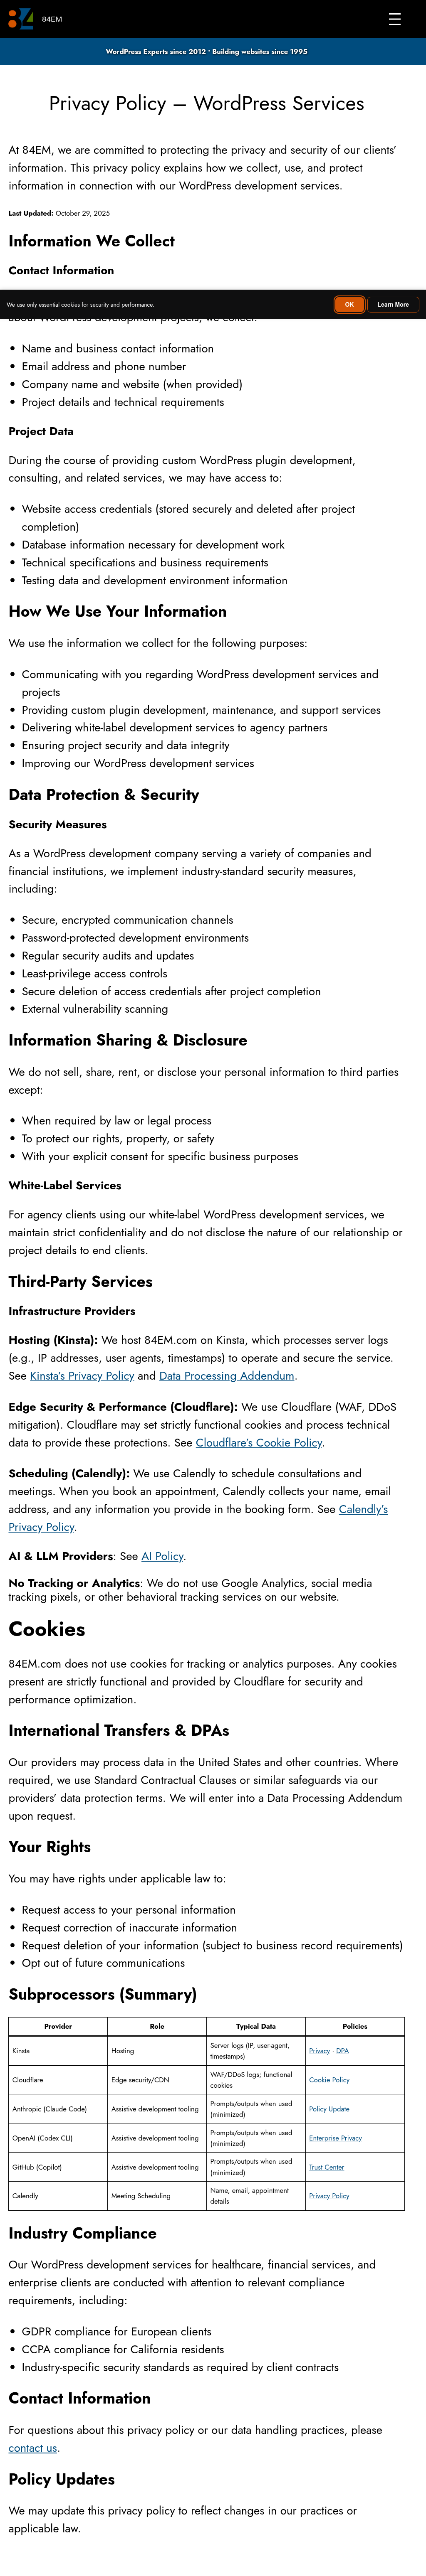 84EM
WordPress Experts since 2012 • Building websites since 1995
Privacy Policy – WordPress Services
At 84EM, we are committed to protecting the privacy and security of our clients'
information. This privacy policy explains how we collect, use, and protect
information in connection with our WordPress development services.
Last Updated: October 29, 2025
Information We Collect
Contact Information
We use only essential cookies for security and performance.
OK
Learn More
about WordPress development projects, we collect:
• Name and business contact information
• Email address and phone number
• Company name and website (when provided)
• Project details and technical requirements
Project Data
During the course of providing custom WordPress plugin development,
consulting, and related services, we may have access to:
• Website access credentials (stored securely and deleted after project
completion)
• Database information necessary for development work
• Technical specifications and business requirements
• Testing data and development environment information
How We Use Your Information
We use the information we collect for the following purposes:
• Communicating with you regarding WordPress development services and
projects
• Providing custom plugin development, maintenance, and support services
• Delivering white-label development services to agency partners
• Ensuring project security and data integrity
• Improving our WordPress development services
Data Protection & Security
Security Measures
As a WordPress development company serving a variety of companies and
financial institutions, we implement industry-standard security measures,
including:
• Secure, encrypted communication channels
• Password-protected development environments
• Regular security audits and updates
• Least-privilege access controls
• Secure deletion of access credentials after project completion
• External vulnerability scanning
Information Sharing & Disclosure
We do not sell, share, rent, or disclose your personal information to third parties
except:
• When required by law or legal process
• To protect our rights, property, or safety
• With your explicit consent for specific business purposes
White-Label Services
For agency clients using our white-label WordPress development services, we
maintain strict confidentiality and do not disclose the nature of our relationship or
project details to end clients.
Third-Party Services
Infrastructure Providers
Hosting (Kinsta): We host 84EM.com on Kinsta, which processes server logs
(e.g., IP addresses, user agents, timestamps) to operate and secure the service.
See Kinsta's Privacy Policy and Data Processing Addendum.
Edge Security & Performance (Cloudflare): We use Cloudflare (WAF, DDoS
mitigation). Cloudflare may set strictly functional cookies and process technical
data to provide these protections. See Cloudflare's Cookie Policy.
Scheduling (Calendly): We use Calendly to schedule consultations and
meetings. When you book an appointment, Calendly collects your name, email
address, and any information you provide in the booking form. See Calendly's
Privacy Policy.
AI & LLM Providers: See AI Policy.
No Tracking or Analytics: We do not use Google Analytics, social media
tracking pixels, or other behavioral tracking services on our website.
Cookies
84EM.com does not use cookies for tracking or analytics purposes. Any cookies
present are strictly functional and provided by Cloudflare for security and
performance optimization.
International Transfers & DPAs
Our providers may process data in the United States and other countries. Where
required, we use Standard Contractual Clauses or similar safeguards via our
providers' data protection terms. We will enter into a Data Processing Addendum
upon request.
Your Rights
You may have rights under applicable law to:
• Request access to your personal information
• Request correction of inaccurate information
• Request deletion of your information (subject to business record requirements)
• Opt out of future communications
Subprocessors (Summary)
Provider Role Typical Data Policies
Kinsta Hosting Server logs (IP, user-agent, timestamps) Privacy · DPA
Cloudflare Edge security/CDN WAF/DDoS logs; functional cookies Cookie Policy
Anthropic (Claude Code) Assistive development tooling Prompts/outputs when used (minimized) Policy Update
OpenAI (Codex CLI) Assistive development tooling Prompts/outputs when used (minimized) Enterprise Privacy
GitHub (Copilot) Assistive development tooling Prompts/outputs when used (minimized) Trust Center
Calendly Meeting Scheduling Name, email, appointment details Privacy Policy
Industry Compliance
Our WordPress development services for healthcare, financial services, and
enterprise clients are conducted with attention to relevant compliance
requirements, including:
• GDPR compliance for European clients
• CCPA compliance for California residents
• Industry-specific security standards as required by client contracts
Contact Information
For questions about this privacy policy or our data handling practices, please
contact us.
Policy Updates
We may update this privacy policy to reflect changes in our practices or
applicable law.